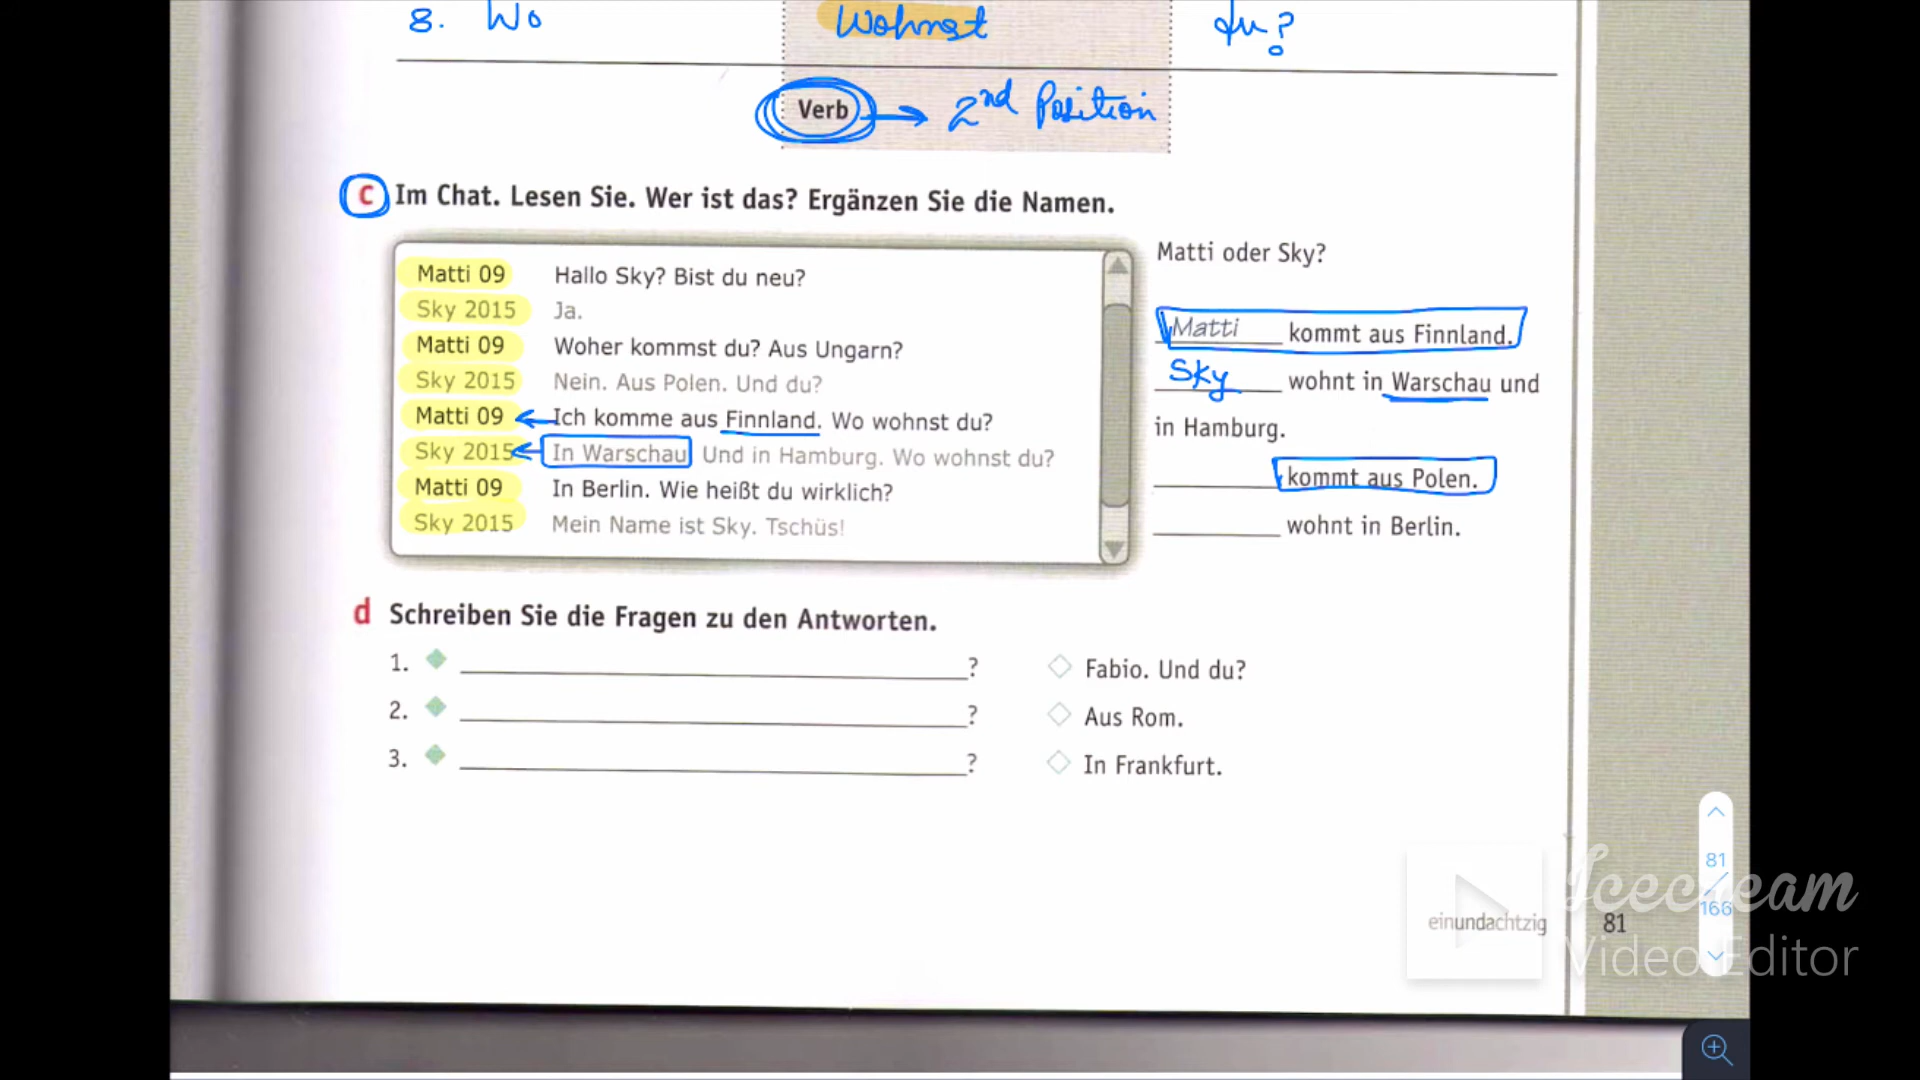 8. Wo Wohnst du?
Verb → 2nd Position
c Im Chat. Lesen Sie. Wer ist das? Ergänzen Sie die Namen.
Matti 09 Hallo Sky? Bist du neu?
Sky 2015 Ja.
Matti 09 Woher kommst du? Aus Ungarn?
Sky 2015 Nein. Aus Polen. Und du?
Matti 09 Ich komme aus Finnland. Wo wohnst du?
Sky 2015 In Warschau Und in Hamburg. Wo wohnst du?
Matti 09 In Berlin. Wie heißt du wirklich?
Sky 2015 Mein Name ist Sky. Tschüs!
Matti oder Sky?
Matti kommt aus Finnland.
Sky wohnt in Warschau und
in Hamburg.
______ kommt aus Polen.
______ wohnt in Berlin.
d Schreiben Sie die Fragen zu den Antworten.
1. ______? Fabio. Und du?
2. ______? Aus Rom.
3. ______? In Frankfurt.
einundachtzig 81
81
166
Icecream
Video Editor